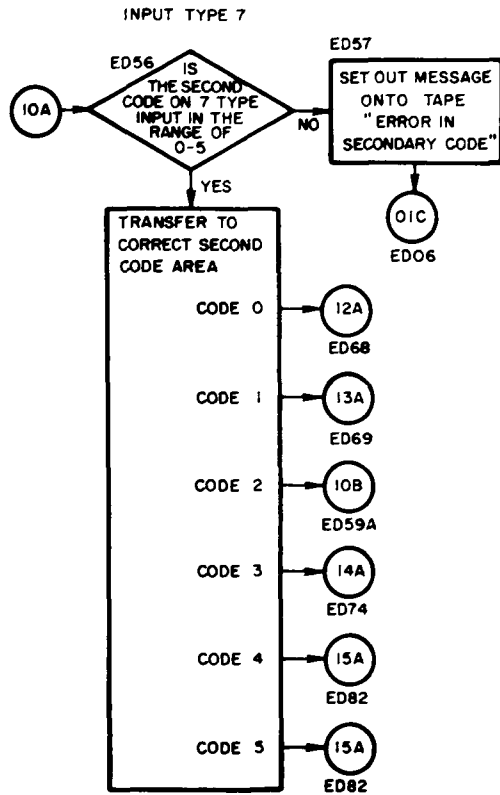 INPUT TYPE 7
ED56
IS
THE SECOND
CODE ON 7 TYPE
INPUT IN THE
RANGE OF
0-5
10A
NO
ED57
SET OUT MESSAGE
ONTO TAPE
"ERROR IN
SECONDARY CODE"
01C
ED06
YES
TRANSFER TO
CORRECT SECOND
CODE AREA
CODE 0
12A
ED68
CODE 1
13A
ED69
CODE 2
10B
ED59A
CODE 3
14A
ED74
CODE 4
15A
ED82
CODE 5
15A
ED82